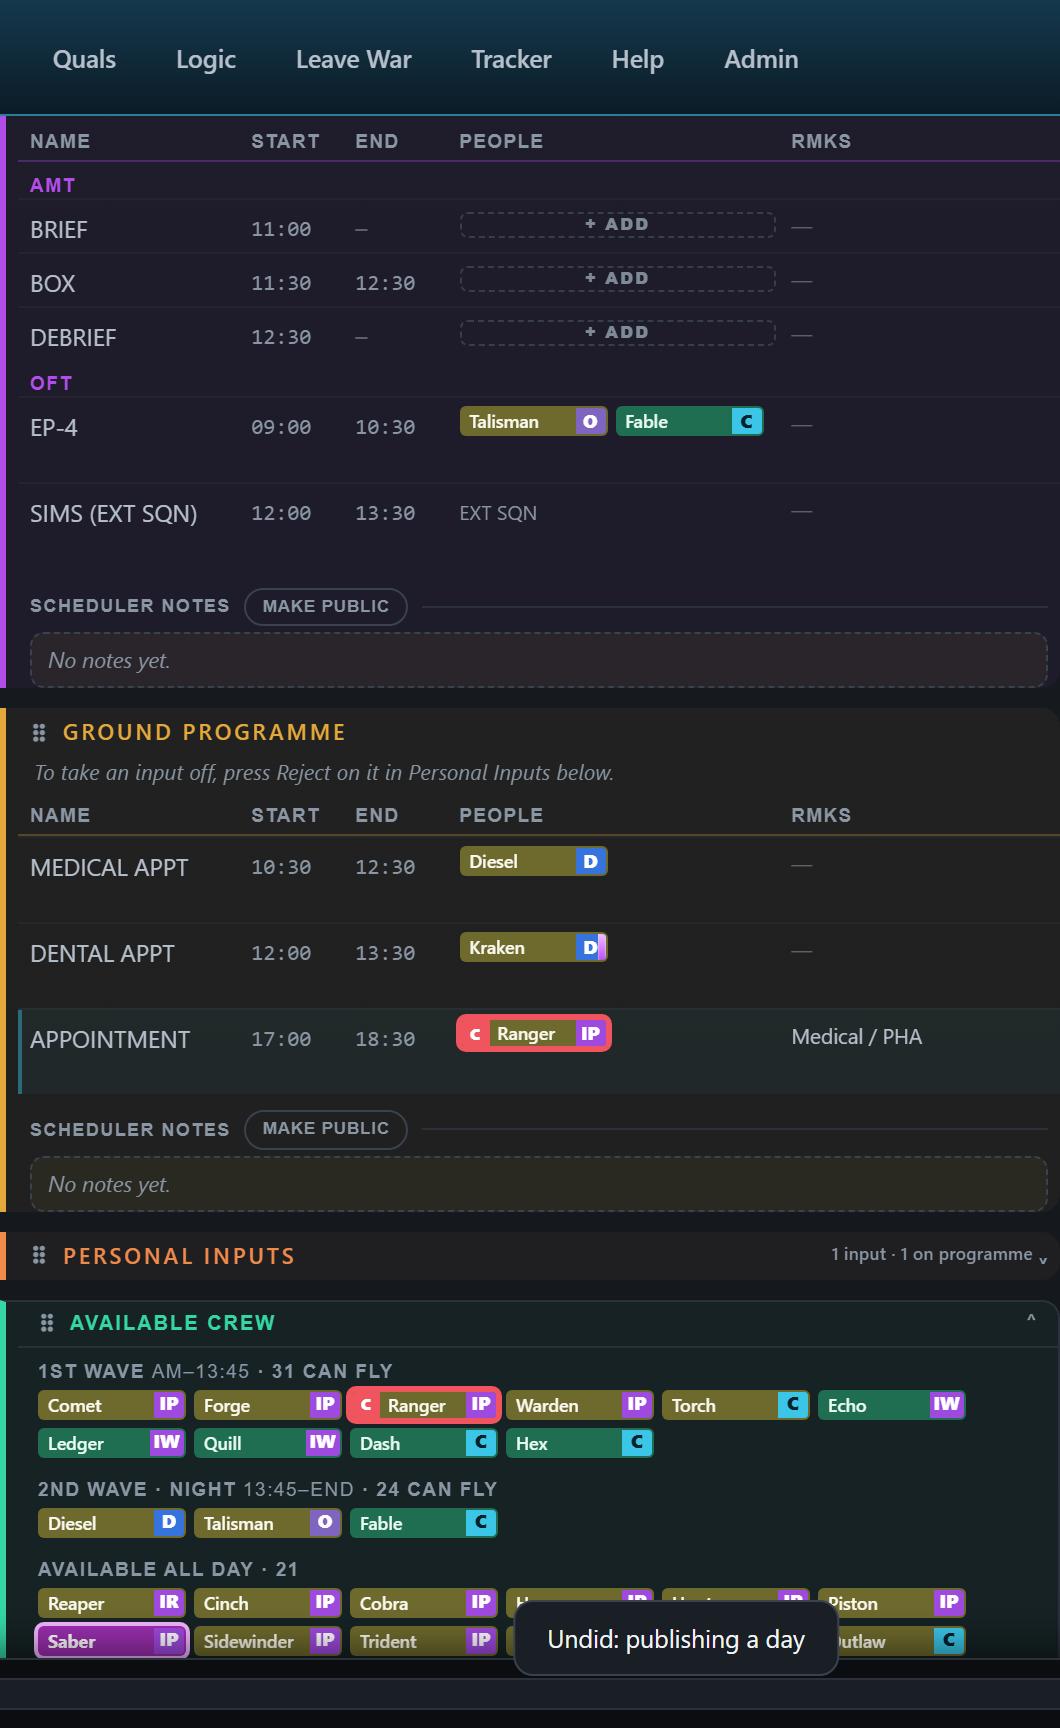 Quals Logic Leave War Tracker Help Admin
NAME START END PEOPLE RMKS
AMT
BRIEF 11:00 — + ADD —
BOX 11:30 12:30 + ADD —
DEBRIEF 12:30 — + ADD —
OFT
EP-4 09:00 10:30 Talisman O Fable C —
SIMS (EXT SQN) 12:00 13:30 EXT SQN —
SCHEDULER NOTES MAKE PUBLIC
No notes yet.
GROUND PROGRAMME
To take an input off, press Reject on it in Personal Inputs below.
NAME START END PEOPLE RMKS
MEDICAL APPT 10:30 12:30 Diesel D —
DENTAL APPT 12:00 13:30 Kraken D —
APPOINTMENT 17:00 18:30 C Ranger IP Medical / PHA
SCHEDULER NOTES MAKE PUBLIC
No notes yet.
PERSONAL INPUTS 1 input · 1 on programme
AVAILABLE CREW
1ST WAVE AM–13:45 · 31 CAN FLY
Comet IP Forge IP C Ranger IP Warden IP Torch C Echo IW
Ledger IW Quill IW Dash C Hex C
2ND WAVE · NIGHT 13:45–END · 24 CAN FLY
Diesel D Talisman O Fable C
AVAILABLE ALL DAY · 21
Reaper IR Cinch IP Cobra IP IP IP Piston IP
Saber IP Sidewinder IP Trident IP Outlaw C
Undid: publishing a day